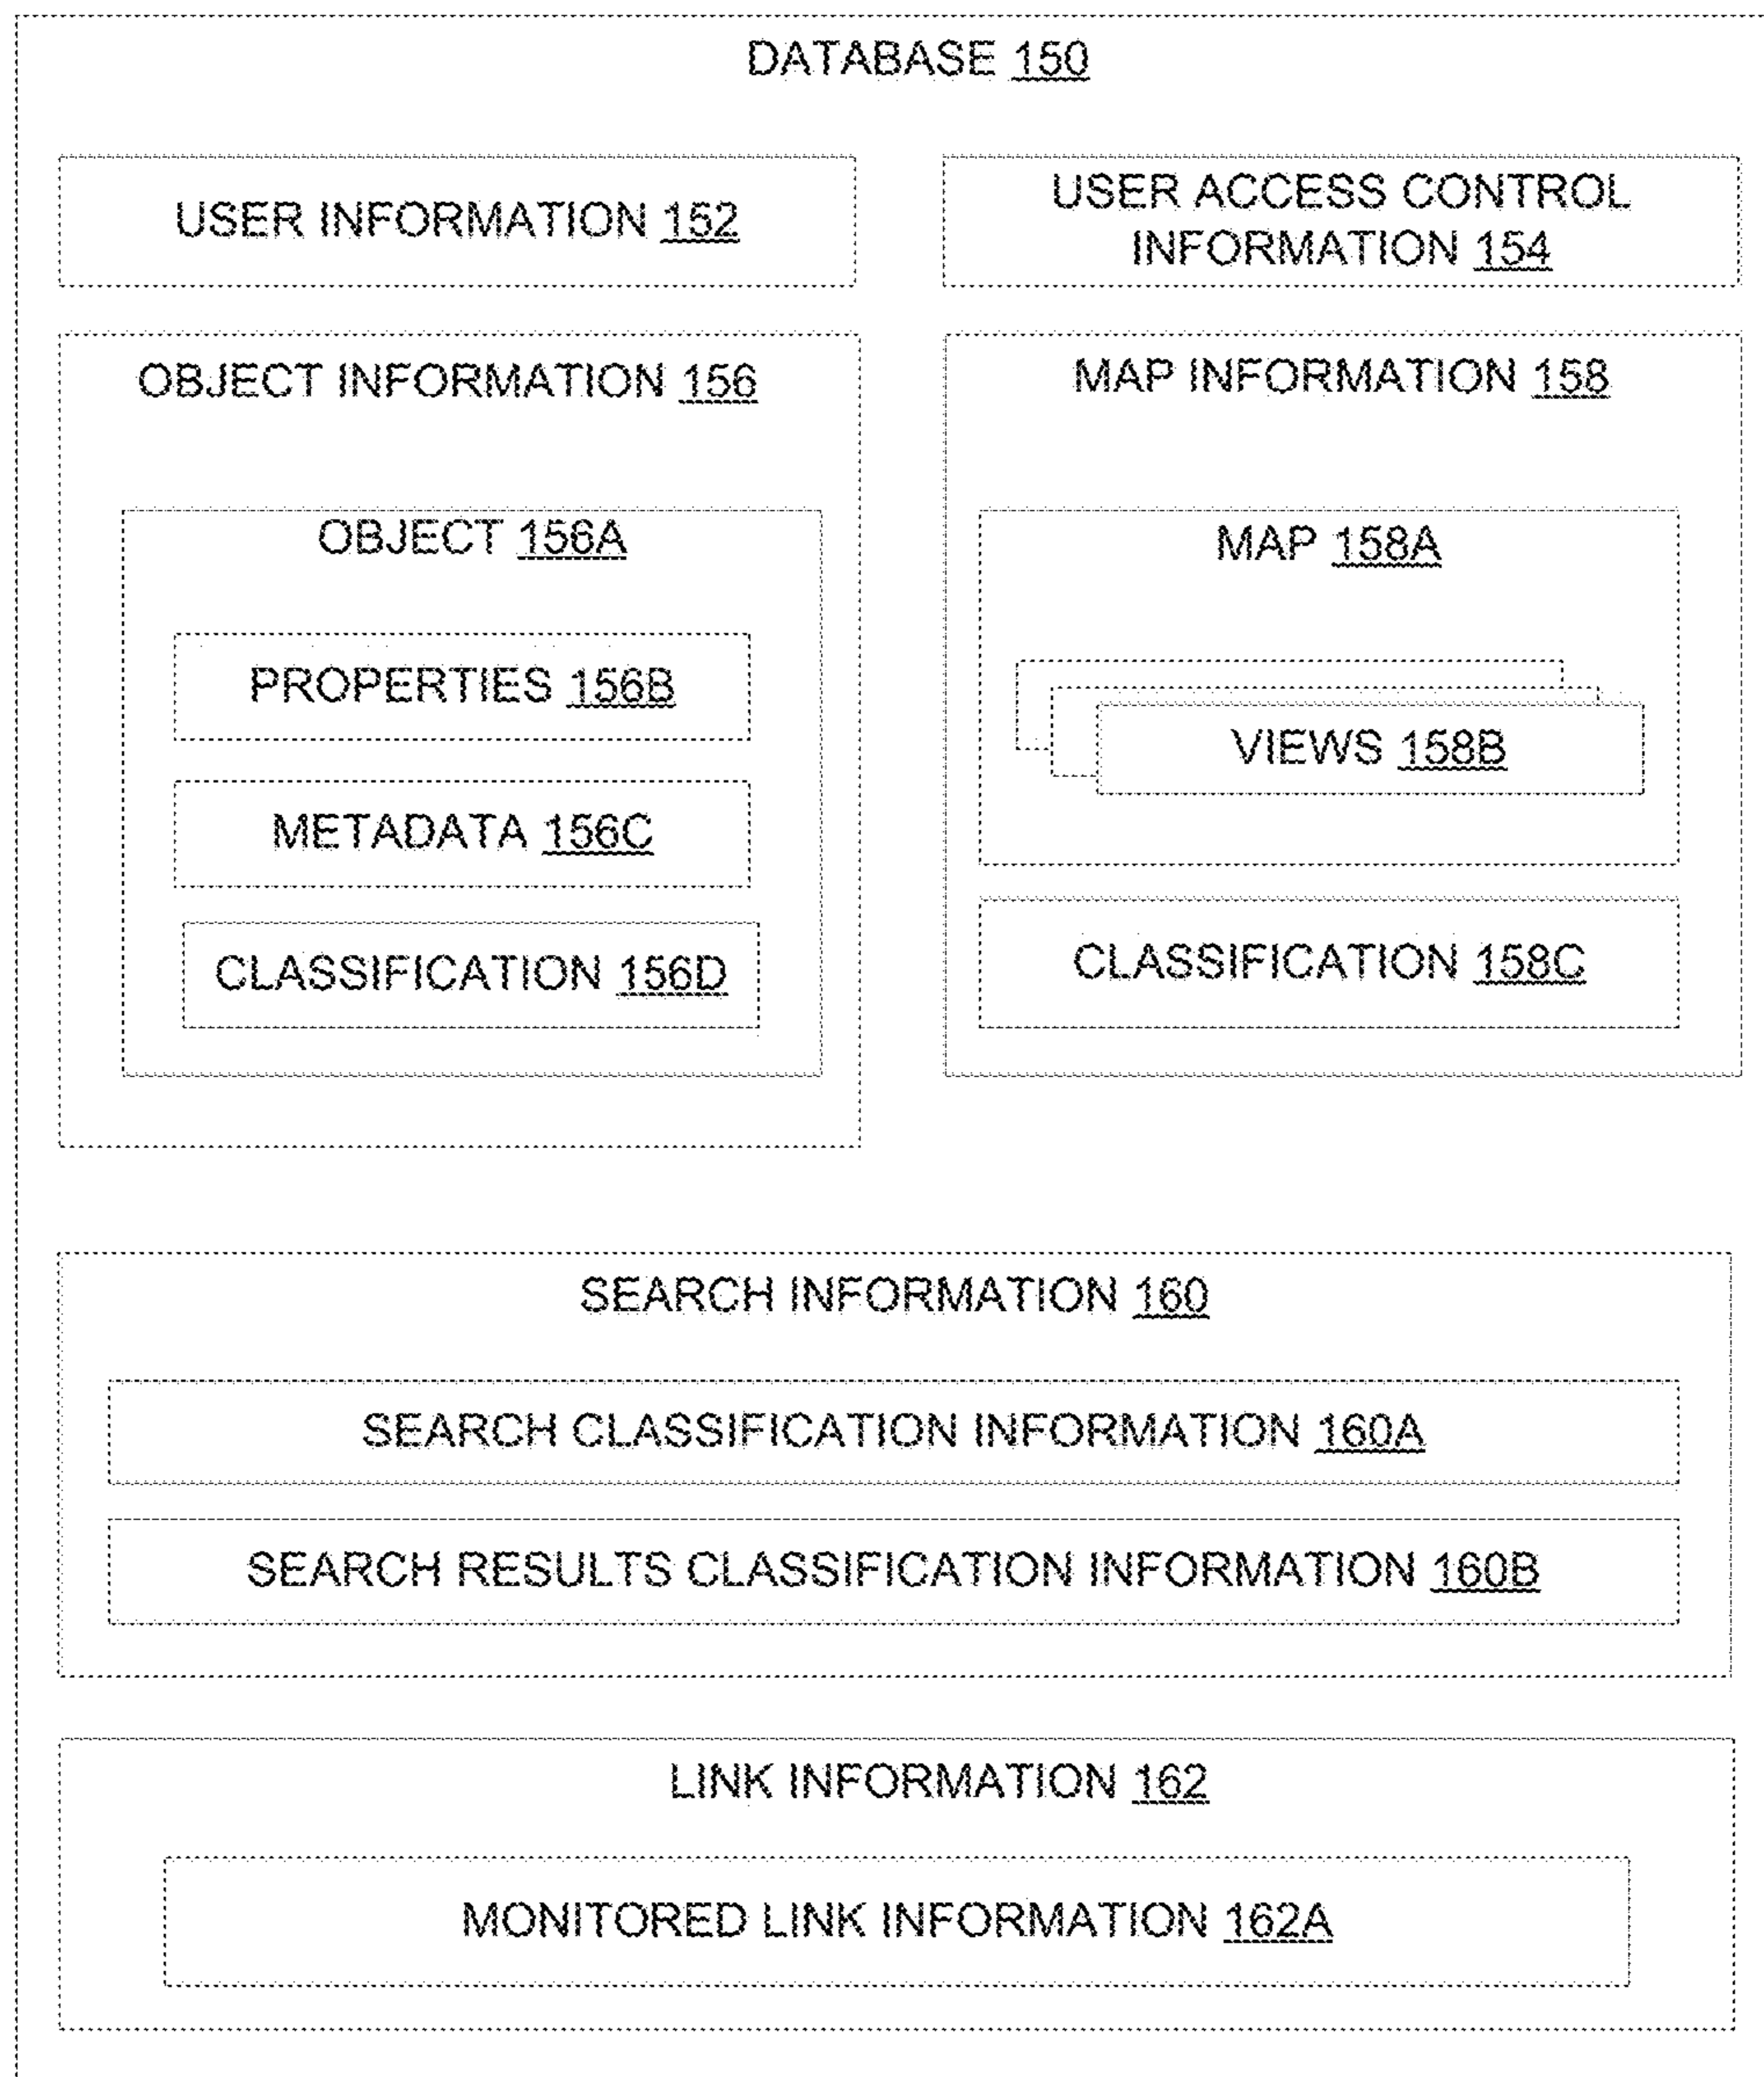 DATABASE 150
USER INFORMATION 152
USER ACCESS CONTROL
INFORMATION 154
OBJECT INFORMATION 156
OBJECT 156A
PROPERTIES 156B
METADATA 156C
CLASSIFICATION 156D
MAP INFORMATION 158
MAP 158A
VIEWS 158B
CLASSIFICATION 158C
SEARCH INFORMATION 160
SEARCH CLASSIFICATION INFORMATION 160A
SEARCH RESULTS CLASSIFICATION INFORMATION 160B
LINK INFORMATION 162
MONITORED LINK INFORMATION 162A